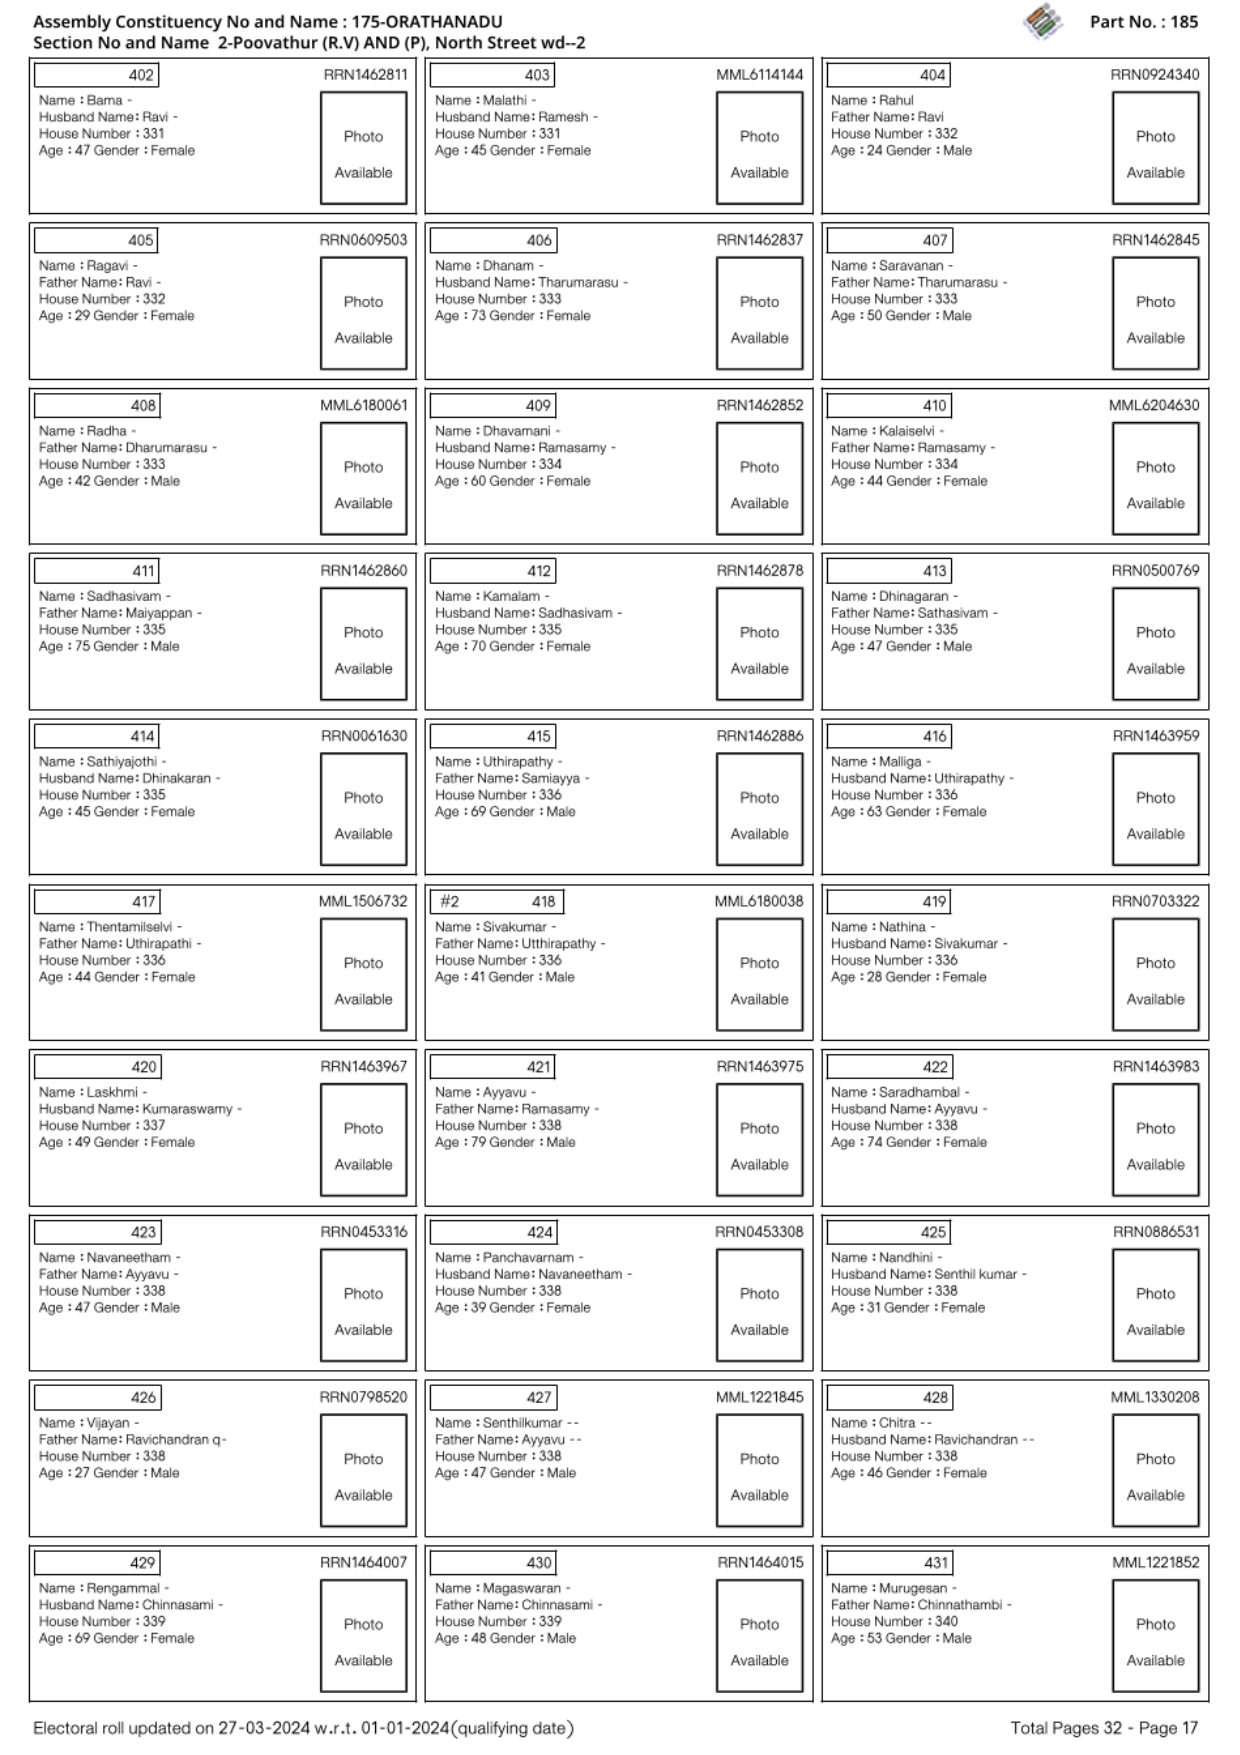 Assembly Constituency No and Name : 175-ORATHANADU
Part No. : 185
Section No and Name 2-Poovathur (R.V) AND (P), North Street wd--2
402 RRN1462811
Name : Bama -
Husband Name: Ravi -
House Number : 331
Age : 47 Gender : Female
Photo
Available
403 MML6114144
Name : Malathi -
Husband Name: Ramesh -
House Number : 331
Age : 45 Gender : Female
Photo
Available
404 RRN0924340
Name : Rahul
Father Name: Ravi
House Number : 332
Age : 24 Gender : Male
Photo
Available
405 RRN0609503
Name : Ragavi -
Father Name: Ravi -
House Number : 332
Age : 29 Gender : Female
Photo
Available
406 RRN1462837
Name : Dhanam -
Husband Name: Tharumarasu -
House Number : 333
Age : 73 Gender : Female
Photo
Available
407 RRN1462845
Name : Saravanan -
Father Name: Tharumarasu -
House Number : 333
Age : 50 Gender : Male
Photo
Available
408 MML6180061
Name : Radha -
Father Name: Dharumarasu -
House Number : 333
Age : 42 Gender : Male
Photo
Available
409 RRN1462852
Name : Dhavamani -
Husband Name: Ramasamy -
House Number : 334
Age : 60 Gender : Female
Photo
Available
410 MML6204630
Name : Kalaiselvi -
Father Name: Ramasamy -
House Number : 334
Age : 44 Gender : Female
Photo
Available
411 RRN1462860
Name : Sadhasivam -
Father Name: Maiyappan -
House Number : 335
Age : 75 Gender : Male
Photo
Available
412 RRN1462878
Name : Kamalam -
Husband Name: Sadhasivam -
House Number : 335
Age : 70 Gender : Female
Photo
Available
413 RRN0500769
Name : Dhinagaran -
Father Name: Sathasivam -
House Number : 335
Age : 47 Gender : Male
Photo
Available
414 RRN0061630
Name : Sathiyajothi -
Husband Name: Dhinakaran -
House Number : 335
Age : 45 Gender : Female
Photo
Available
415 RRN1462886
Name : Uthirapathy -
Father Name: Samiayya -
House Number : 336
Age : 69 Gender : Male
Photo
Available
416 RRN1463959
Name : Malliga -
Husband Name: Uthirapathy -
House Number : 336
Age : 63 Gender : Female
Photo
Available
417 MML1506732
Name : Thentamilselvi -
Father Name: Uthirapathi -
House Number : 336
Age : 44 Gender : Female
Photo
Available
#2 418 MML6180038
Name : Sivakumar -
Father Name: Utthirapathy -
House Number : 336
Age : 41 Gender : Male
Photo
Available
419 RRN0703322
Name : Nathina -
Husband Name: Sivakumar -
House Number : 336
Age : 28 Gender : Female
Photo
Available
420 RRN1463967
Name : Laskhmi -
Husband Name: Kumaraswamy -
House Number : 337
Age : 49 Gender : Female
Photo
Available
421 RRN1463975
Name : Ayyavu -
Father Name: Ramasamy -
House Number : 338
Age : 79 Gender : Male
Photo
Available
422 RRN1463983
Name : Saradhambal -
Husband Name: Ayyavu -
House Number : 338
Age : 74 Gender : Female
Photo
Available
423 RRN0453316
Name : Navaneetham -
Father Name: Ayyavu -
House Number : 338
Age : 47 Gender : Male
Photo
Available
424 RRN0453308
Name : Panchavarnam -
Husband Name: Navaneetham -
House Number : 338
Age : 39 Gender : Female
Photo
Available
425 RRN0886531
Name : Nandhini -
Husband Name: Senthil kumar -
House Number : 338
Age : 31 Gender : Female
Photo
Available
426 RRN0798520
Name : Vijayan -
Father Name: Ravichandran q-
House Number : 338
Age : 27 Gender : Male
Photo
Available
427 MML1221845
Name : Senthilkumar --
Father Name: Ayyavu --
House Number : 338
Age : 47 Gender : Male
Photo
Available
428 MML1330208
Name : Chitra --
Husband Name: Ravichandran --
House Number : 338
Age : 46 Gender : Female
Photo
Available
429 RRN1464007
Name : Rengammal -
Husband Name: Chinnasami -
House Number : 339
Age : 69 Gender : Female
Photo
Available
430 RRN1464015
Name : Magaswaran -
Father Name: Chinnasami -
House Number : 339
Age : 48 Gender : Male
Photo
Available
431 MML1221852
Name : Murugesan -
Father Name: Chinnathambi -
House Number : 340
Age : 53 Gender : Male
Photo
Available
Electoral roll updated on 27-03-2024 w.r.t. 01-01-2024(qualifying date)
Total Pages 32 - Page 17